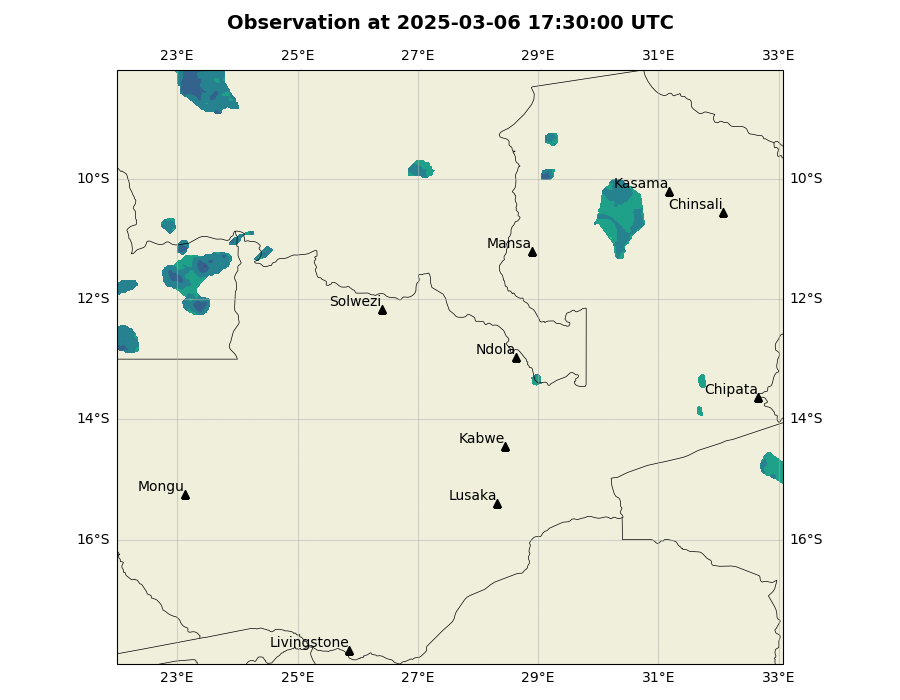 Observation at 2025-03-06 17:30:00 UTC
23°E 25°E 27°E 29°E 31°E 33°E
10°S 10°S
Kasama
Chinsali
Mansa
12°S 12°S
Solwezi
Ndola
Chipata
14°S 14°S
Kabwe
Mongu
Lusaka
16°S 16°S
Livingstone
23°E 25°E 27°E 29°E 31°E 33°E